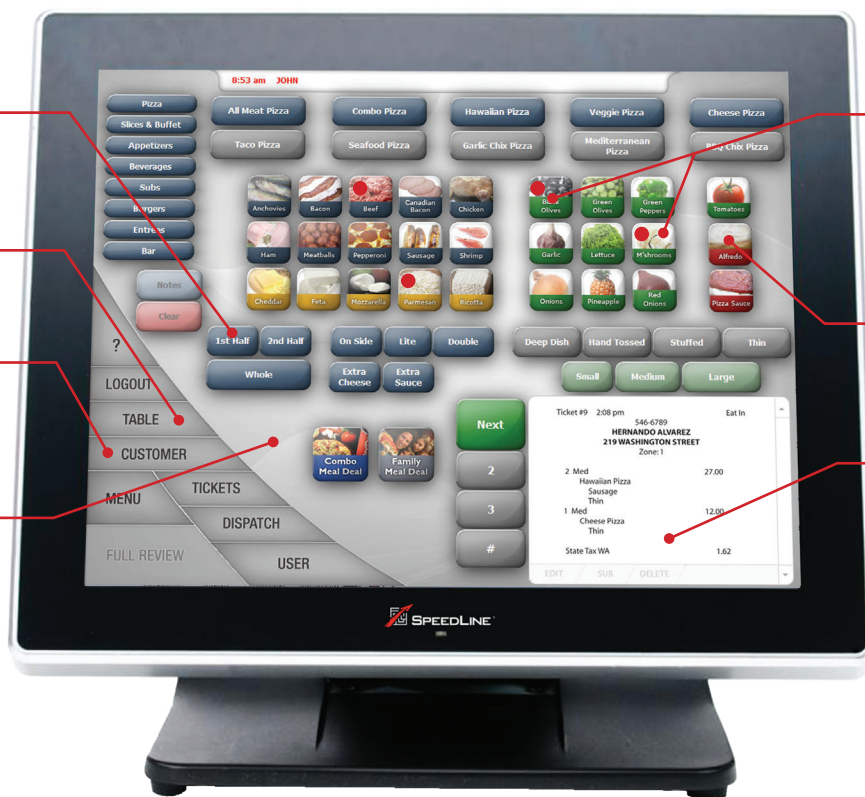 8:53 am JOHN
Pizza
Slices & Buffet
Appetizers
Beverages
Subs
Burgers
Entrees
Bar
All Meat Pizza
Combo Pizza
Hawaiian Pizza
Veggie Pizza
Cheese Pizza
Taco Pizza
Seafood Pizza
Garlic Chix Pizza
Mediterranean
Pizza
BBQ Chix Pizza
Anchovies
Bacon
Beef
Canadian
Bacon
Chicken
Black
Olives
Green
Olives
Green
Peppers
Tomatoes
Ham
Meatballs
Pepperoni
Sausage
Shrimp
Garlic
Lettuce
M'shrooms
Alfredo
Cheddar
Feta
Mozzarella
Parmesan
Ricotta
Onions
Pineapple
Red
Onions
Pizza Sauce
Notes
Clear
1st Half
2nd Half
On Side
Lite
Double
Deep Dish
Hand Tossed
Stuffed
Thin
Whole
Extra
Cheese
Extra
Sauce
Small
Medium
Large
?
LOGOUT
TABLE
CUSTOMER
MENU
TICKETS
DISPATCH
FULL REVIEW
USER
Combo
Meal Deal
Family
Meal Deal
Next
2
3
#
Ticket #9 2:08 pm Eat In
546-6789
HERNANDO ALVAREZ
219 WASHINGTON STREET
Zone: 1
2 Med 27.00
Hawaiian Pizza
Sausage
Thin
1 Med 12.00
Cheese Pizza
Thin
State Tax WA 1.62
EDIT SUB DELETE
SPEEDLINE